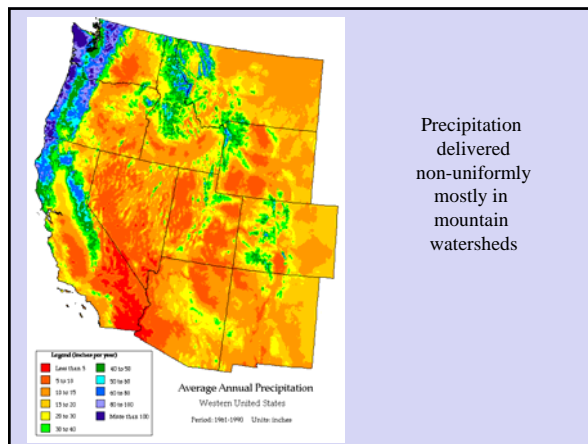 Precipitation
delivered
non-uniformly
mostly in
mountain
watersheds
Legend (inches per year)
Less than 5
5 to 10
10 to 15
15 to 20
20 to 30
30 to 40
40 to 50
50 to 60
60 to 80
80 to 100
More than 100
Average Annual Precipitation
Western United States
Period: 1961-1990 Units: inches